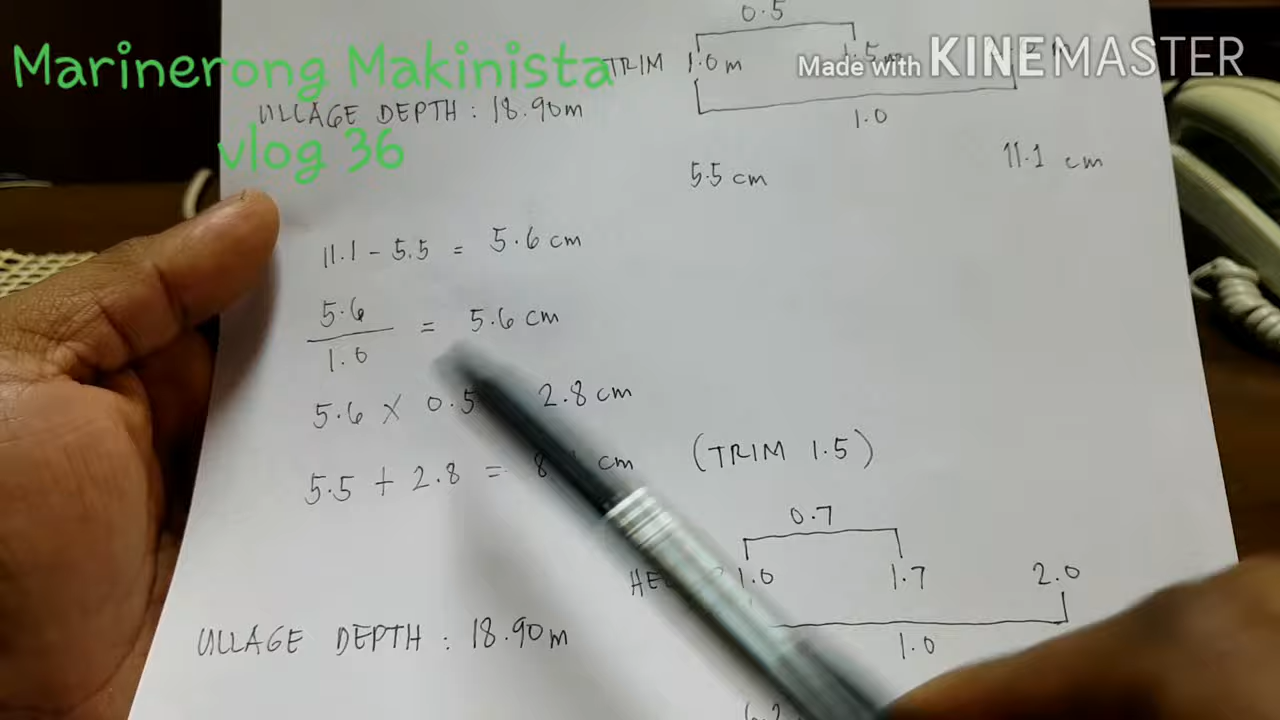 0.5
TRIM 1.0 m 1.5 m
Made with KINEMASTER
Marinerong Makinista
vlog 36
ULLAGE DEPTH : 18.90m
1.0
5.5 cm 11.1 cm
11.1 - 5.5 = 5.6 cm
5.6
1.0
= 5.6 cm
5.6 X 0.5 2.8 cm
5.5 + 2.8 = 8 cm
(TRIM 1.5)
0.7
1.0 1.7 2.0
1.0
ULLAGE DEPTH : 18.90m